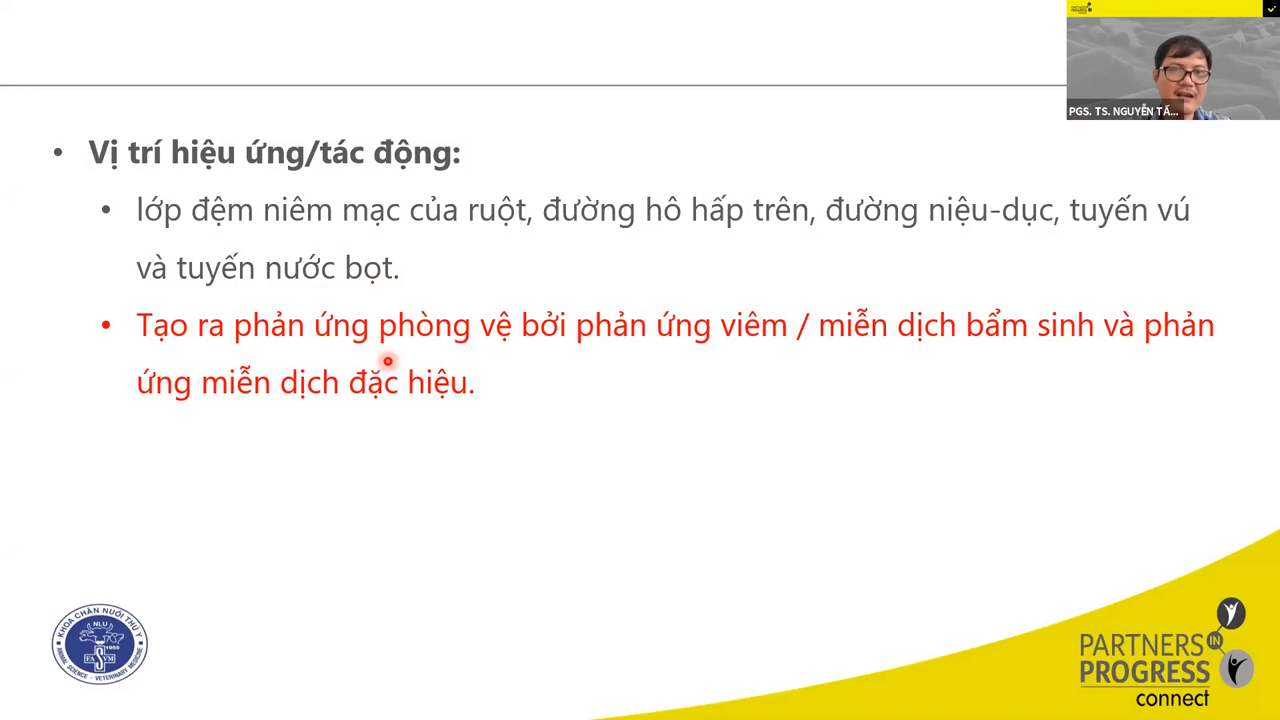 PGS. TS. NGUYỄN TẤ...
• Vị trí hiệu ứng/tác động:
• lớp đệm niêm mạc của ruột, đường hô hấp trên, đường niệu-dục, tuyến vú
và tuyến nước bọt.
• Tạo ra phản ứng phòng vệ bởi phản ứng viêm / miễn dịch bẩm sinh và phản
ứng miễn dịch đặc hiệu.
KHOA CHĂN NUÔI THÚ Y
NLU
1955
ANIMAL SCIENCE - VETERINARY MEDICINE
PARTNERS IN
PROGRESS
connect